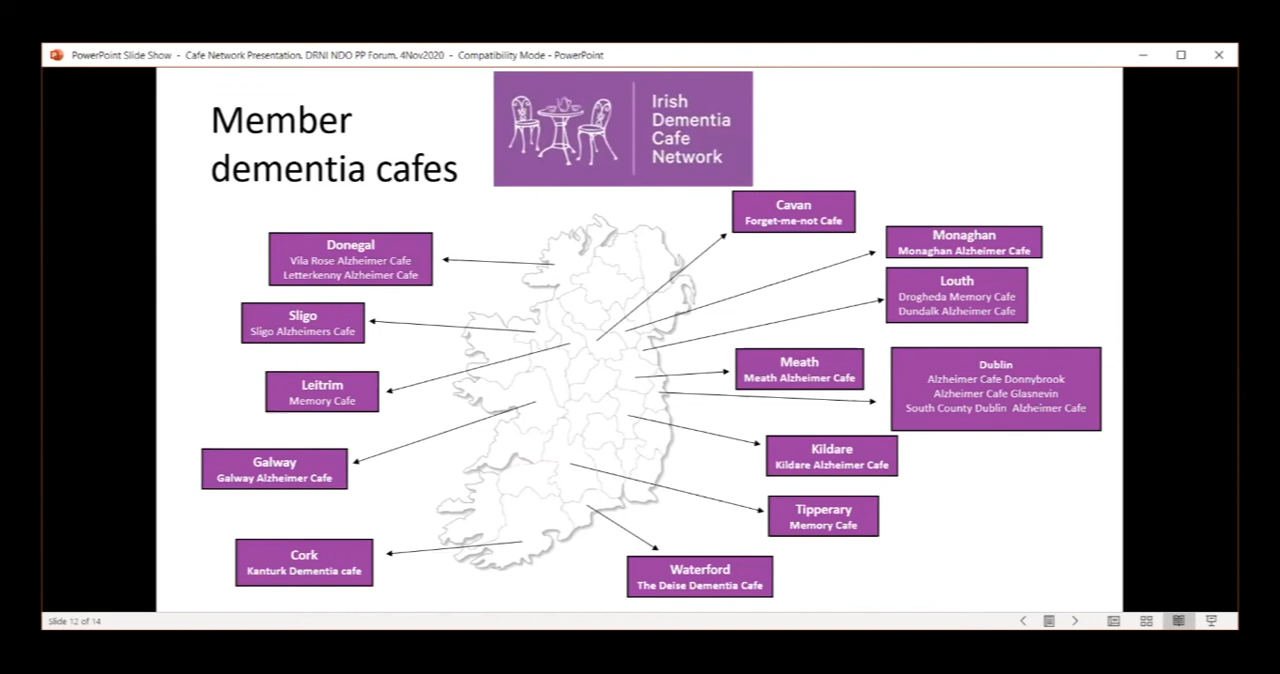 PowerPoint Slide Show - Cafe Network Presentation, DRNI NDO PP Forum, 4Nov2020 - Compatibility Mode - PowerPoint
Member
dementia cafes
Irish
Dementia
Cafe
Network
Cavan
Forget-me-not Cafe
Donegal
Vila Rose Alzheimer Cafe
Letterkenny Alzheimer Cafe
Monaghan
Monaghan Alzheimer Cafe
Louth
Drogheda Memory Cafe
Dundalk Alzheimer Cafe
Sligo
Sligo Alzheimers Cafe
Meath
Meath Alzheimer Cafe
Dublin
Alzheimer Cafe Donnybrook
Alzheimer Cafe Glasnevin
South County Dublin Alzheimer Cafe
Leitrim
Memory Cafe
Galway
Galway Alzheimer Cafe
Kildare
Kildare Alzheimer Cafe
Tipperary
Memory Cafe
Cork
Kanturk Dementia cafe
Waterford
The Deise Dementia Cafe
Slide 12 of 14